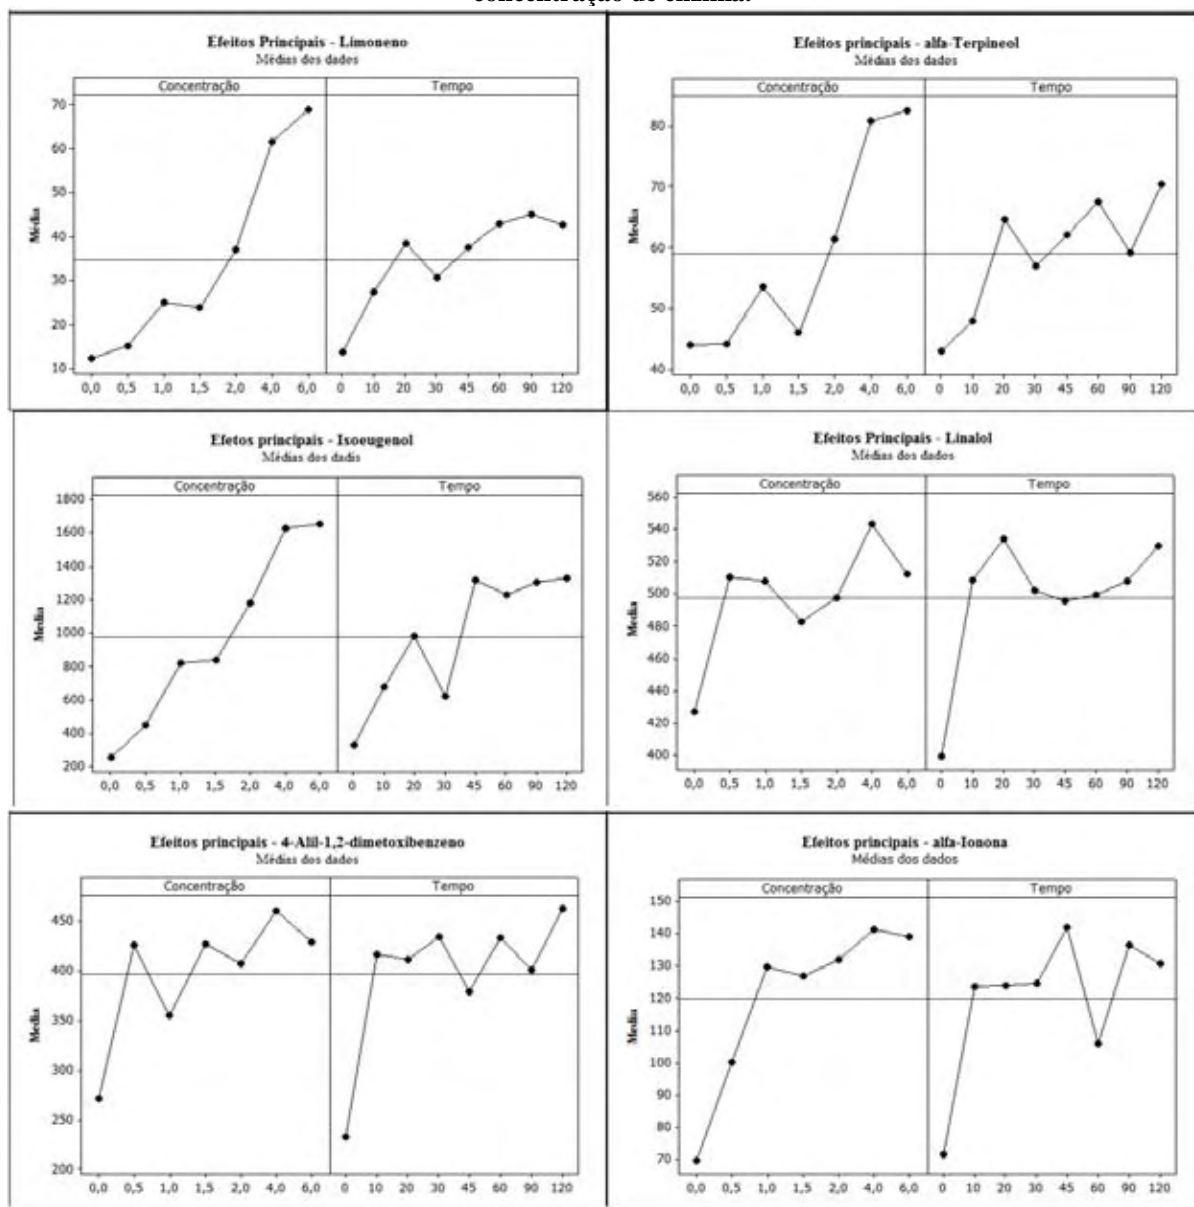 concentração de enzima.
Efeitos Principais - Limoneno
Médias dos dados
Concentração Tempo
Média
70
60
50
40
30
20
10
0,0 0,5 1,0 1,5 2,0 4,0 6,0 0 10 20 30 45 60 90 120
Efeitos principais - alfa-Terpineol
Médias dos dados
Concentração Tempo
Media
80
70
60
50
40
0,0 0,5 1,0 1,5 2,0 4,0 6,0 0 10 20 30 45 60 90 120
Efetos principais - Isoeugenol
Médias dos dadis
Concentração Tempo
Media
1800
1600
1400
1200
1000
800
600
400
200
0,0 0,5 1,0 1,5 2,0 4,0 6,0 0 10 20 30 45 60 90 120
Efeitos Principais - Linalol
Médias dos dados
Concentração Tempo
Media
560
540
520
500
480
460
440
420
400
0,0 0,5 1,0 1,5 2,0 4,0 6,0 0 10 20 30 45 60 90 120
Efeitos principais - 4-Alil-1,2-dimetoxibenzeno
Médias dos dados
Concentração Tempo
Media
450
400
350
300
250
200
0,0 0,5 1,0 1,5 2,0 4,0 6,0 0 10 20 30 45 60 90 120
Efeitos principais - alfa-Ionona
Médias dos dados
Concentração Tempo
Media
150
140
130
120
110
100
90
80
70
0,0 0,5 1,0 1,5 2,0 4,0 6,0 0 10 20 30 45 60 90 120